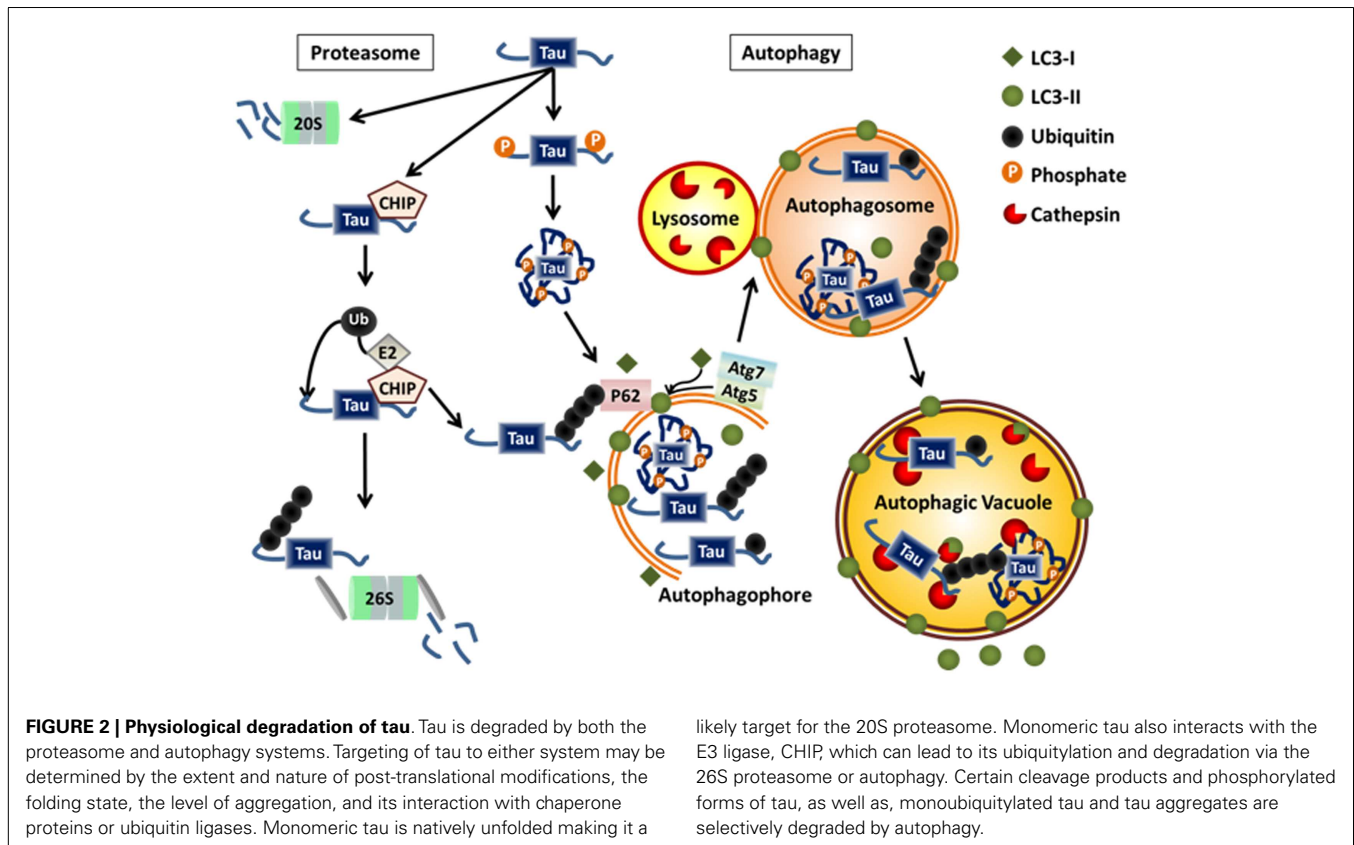 Proteasome
Tau
Autophagy
LC3-I
LC3-II
Ubiquitin
Phosphate
Cathepsin
20S
P
Tau
P
CHIP
Tau
Lysosome
Tau
Autophagosome
P
Tau
P
P
P
P
Tau
P
P
Tau
Ub
E2
CHIP
Tau
P62
Atg7
Atg5
Tau
P
Tau
P
P
P
Tau
Tau
Autophagophore
Tau
Autophagic Vacuole
Tau
P
Tau
P
P
P
Tau
26S
FIGURE 2 | Physiological degradation of tau. Tau is degraded by both the
proteasome and autophagy systems. Targeting of tau to either system may be
determined by the extent and nature of post-translational modifications, the
folding state, the level of aggregation, and its interaction with chaperone
proteins or ubiquitin ligases. Monomeric tau is natively unfolded making it a
likely target for the 20S proteasome. Monomeric tau also interacts with the
E3 ligase, CHIP, which can lead to its ubiquitylation and degradation via the
26S proteasome or autophagy. Certain cleavage products and phosphorylated
forms of tau, as well as, monoubiquitylated tau and tau aggregates are
selectively degraded by autophagy.